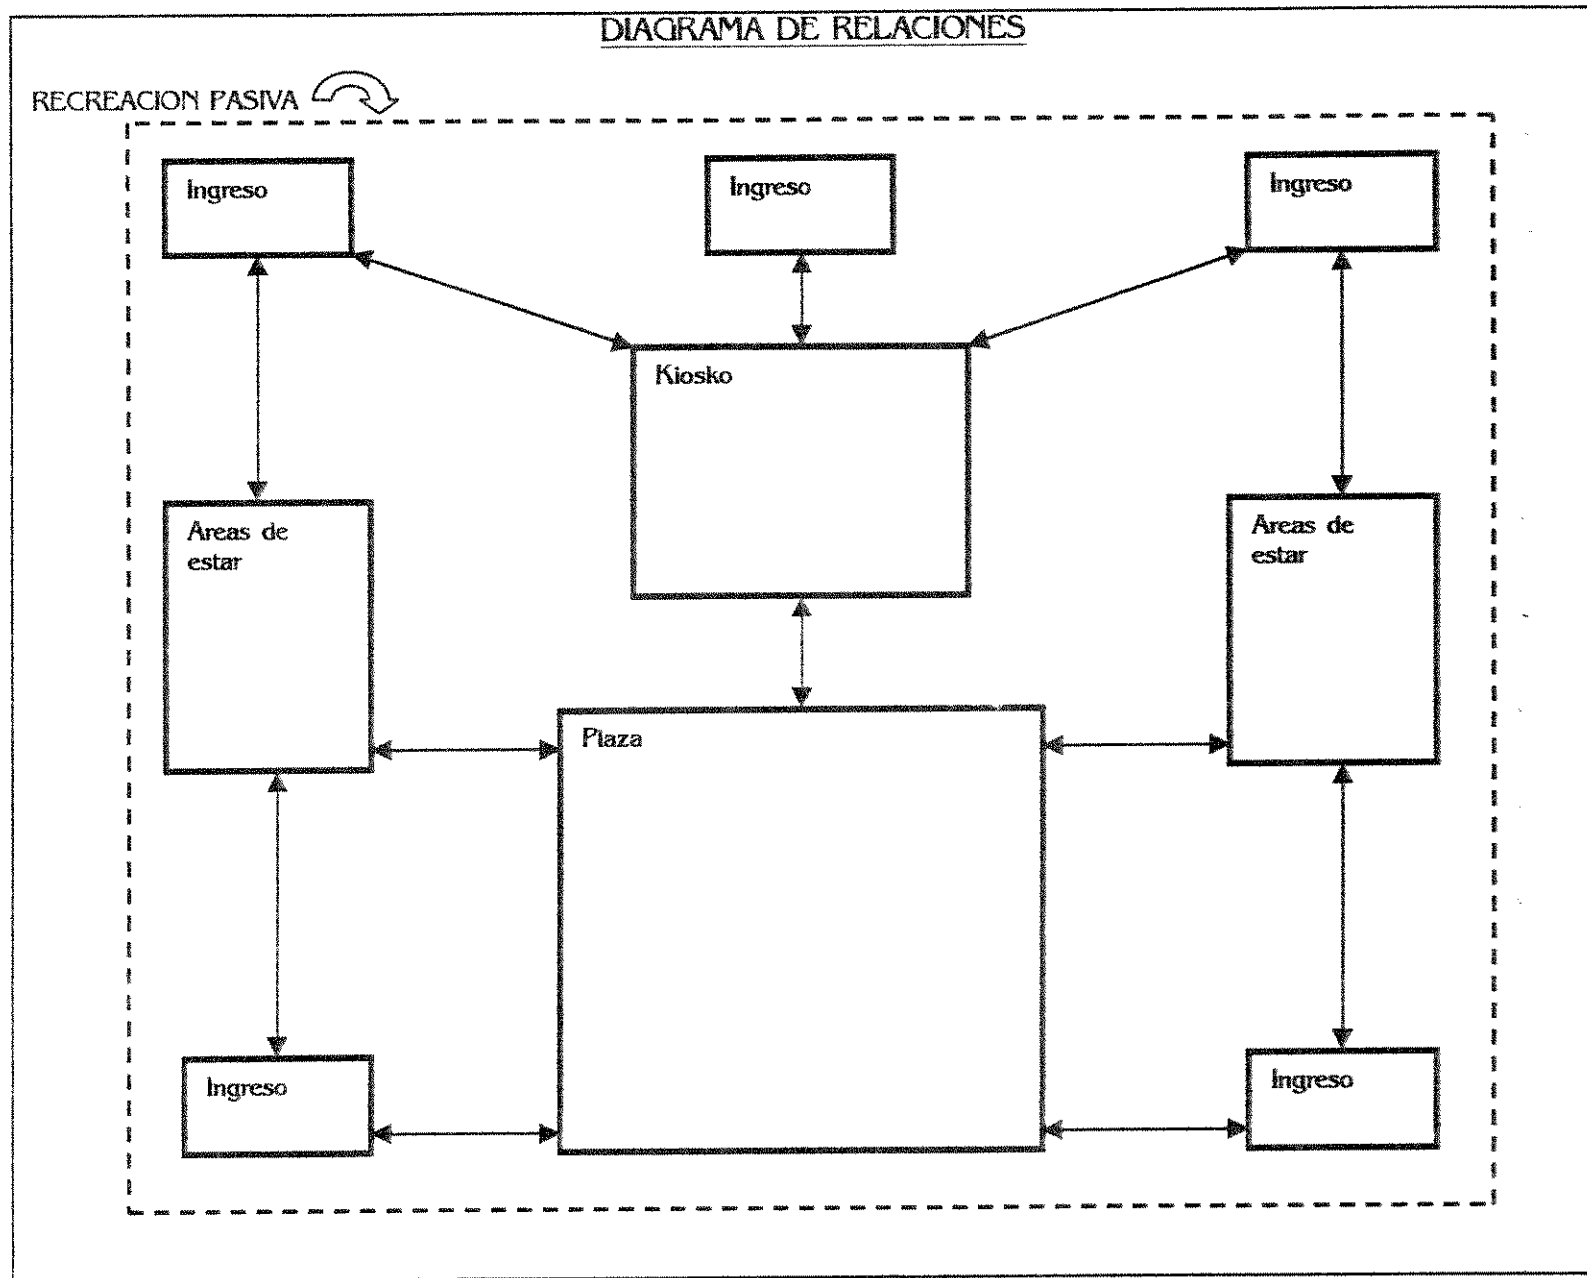 DIAGRAMA DE RELACIONES
RECREACION PASIVA
Ingreso
Ingreso
Ingreso
Kiosko
Areas de
estar
Areas de
estar
Plaza
Ingreso
Ingreso